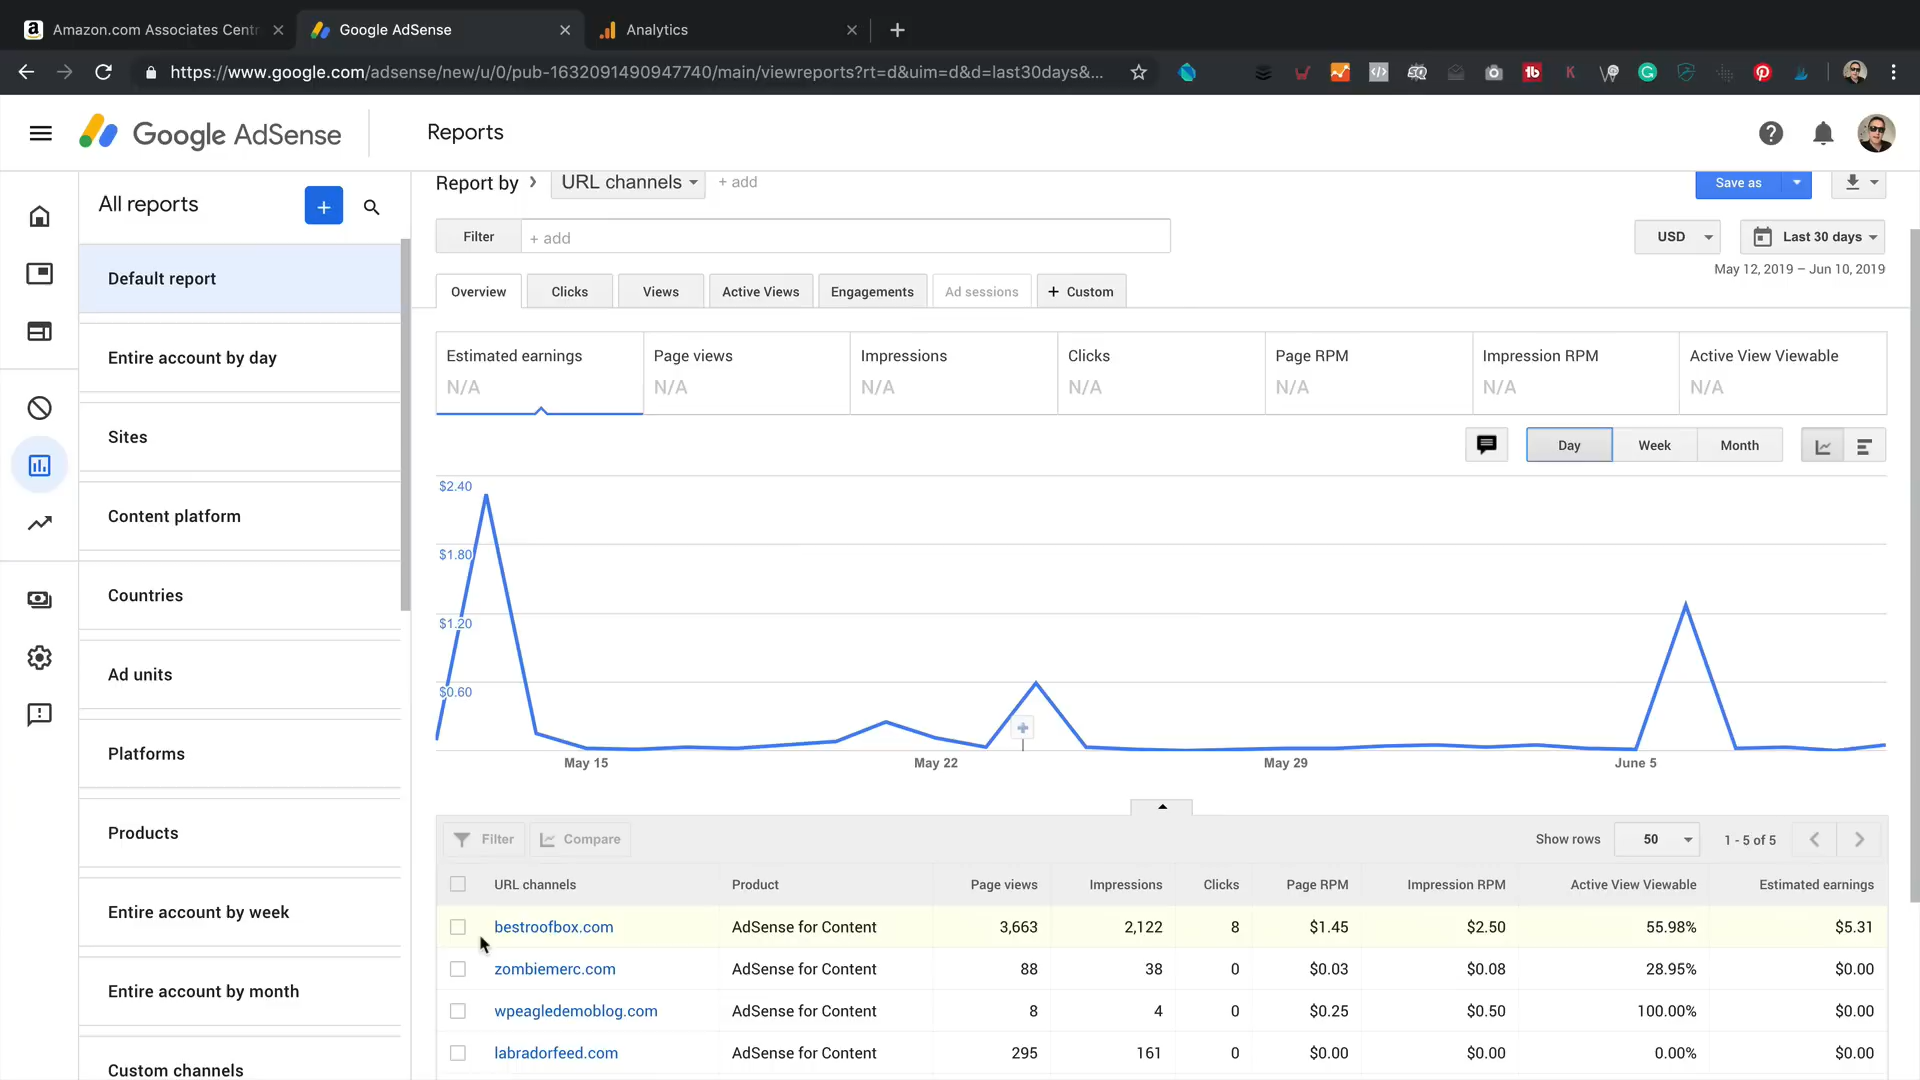 Amazon.com Associates Centr
Google AdSense
Analytics
https://www.google.com/adsense/new/u/0/pub-1632091490947740/main/viewreports?rt=d&uim=d&d=last30days&...
Google AdSense
Reports
All reports
+
Default report
Entire account by day
Sites
Content platform
Countries
Ad units
Platforms
Products
Entire account by week
Entire account by month
Custom channels
Report by
URL channels
+ add
Save as
Filter
+ add
USD
Last 30 days
May 12, 2019 – Jun 10, 2019
Overview
Clicks
Views
Active Views
Engagements
Ad sessions
+ Custom
Estimated earnings
N/A
Page views
N/A
Impressions
N/A
Clicks
N/A
Page RPM
N/A
Impression RPM
N/A
Active View Viewable
N/A
Day
Week
Month
$2.40
$1.80
$1.20
$0.60
May 15
May 22
May 29
June 5
Filter
Compare
Show rows
50
1 - 5 of 5
URL channels Product Page views Impressions Clicks Page RPM Impression RPM Active View Viewable Estimated earnings
bestroofbox.com AdSense for Content 3,663 2,122 8 $1.45 $2.50 55.98% $5.31
zombiemerc.com AdSense for Content 88 38 0 $0.03 $0.08 28.95% $0.00
wpeagledemoblog.com AdSense for Content 8 4 0 $0.25 $0.50 100.00% $0.00
labradorfeed.com AdSense for Content 295 161 0 $0.00 $0.00 0.00% $0.00